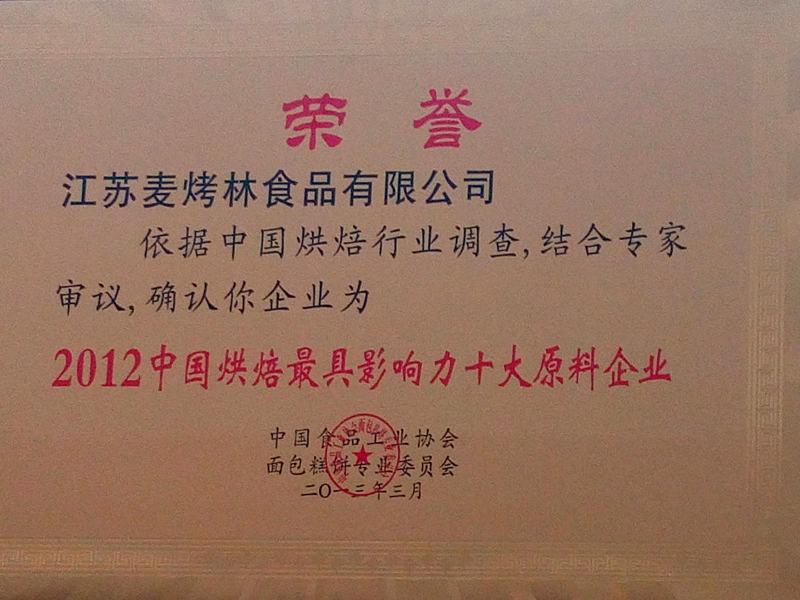 荣誉
江苏麦烤林食品有限公司
依据中国烘焙行业调查,结合专家
审议,确认你企业为
2012中国烘焙最具影响力十大原料企业
中国食品工业协会
面包糕饼专业委员会
二〇一三年三月